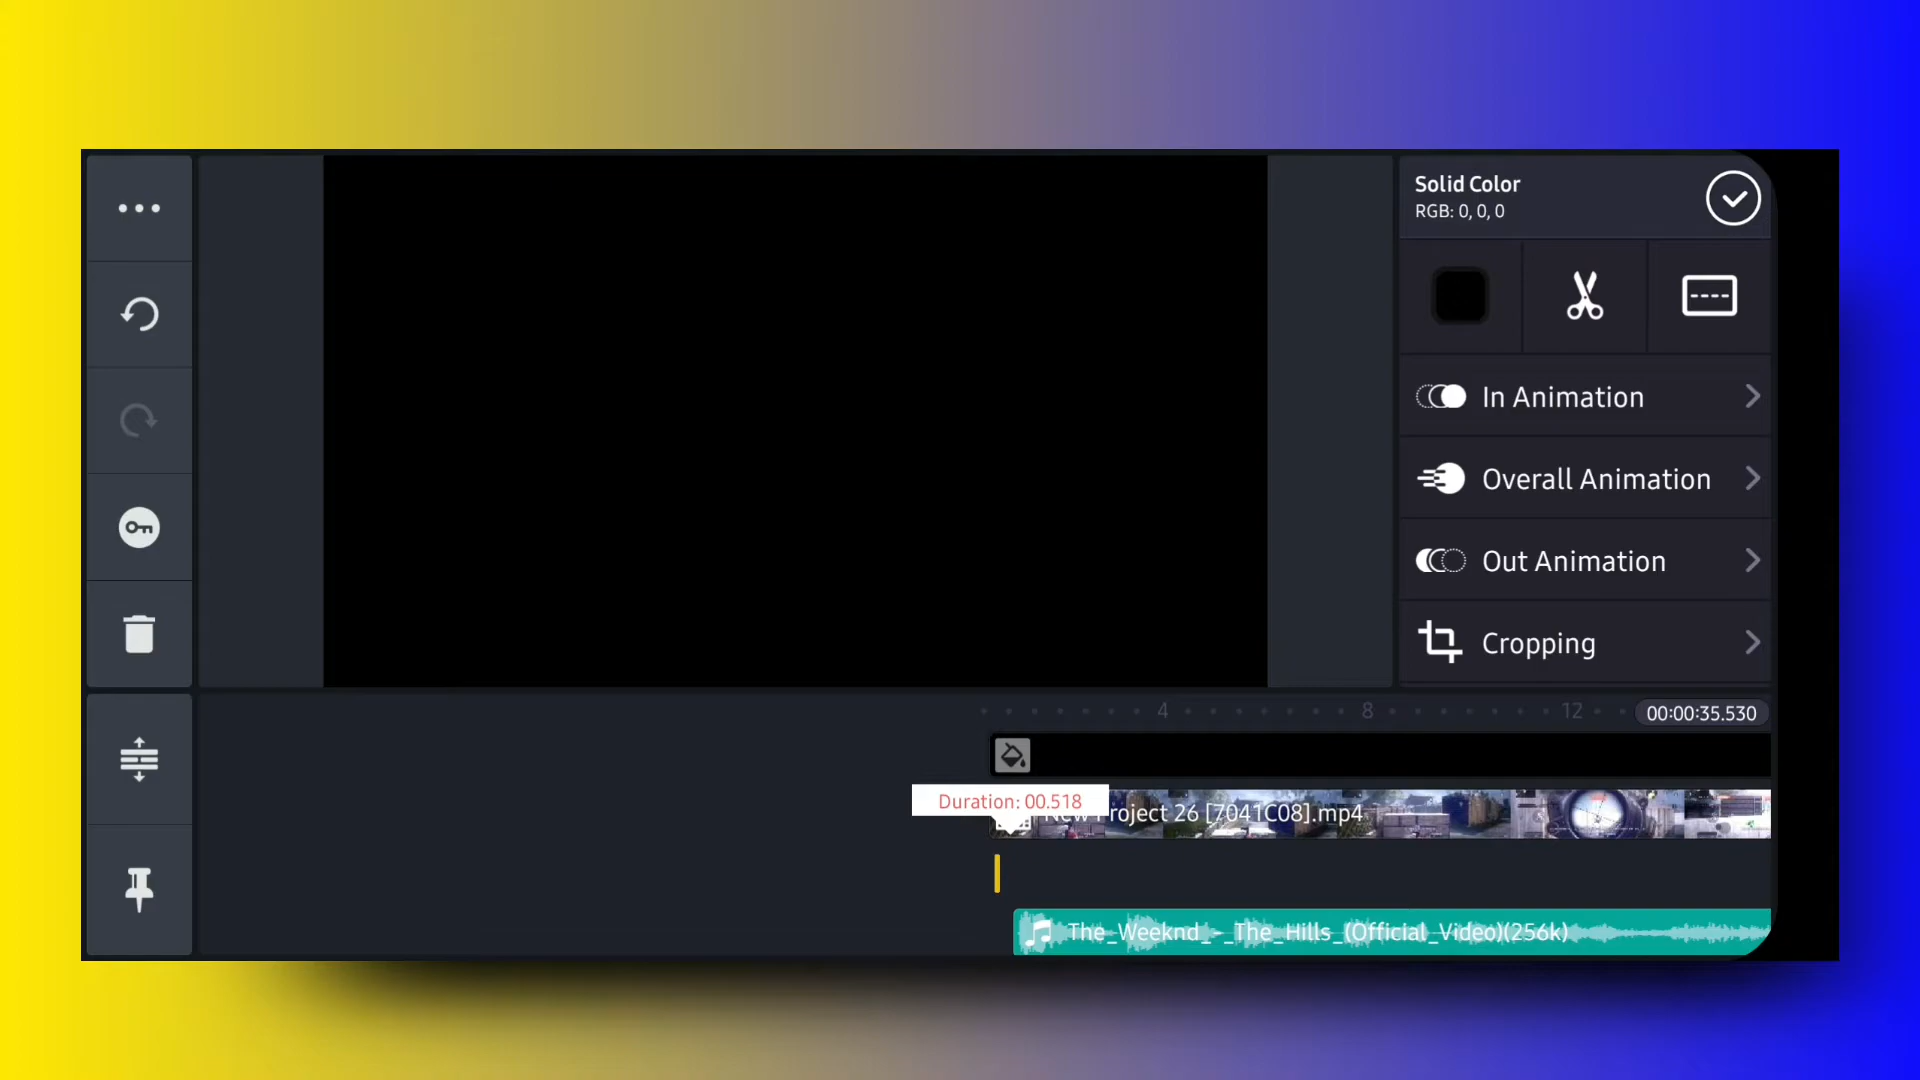 Solid Color
RGB: 0, 0, 0
In Animation
Overall Animation
Out Animation
Cropping
4 8 12 00:00:35.530
Duration: 00.518
New Project 26 [7041C08].mp4
The_Weeknd_-_The_Hills_(Official_Video)(256k)